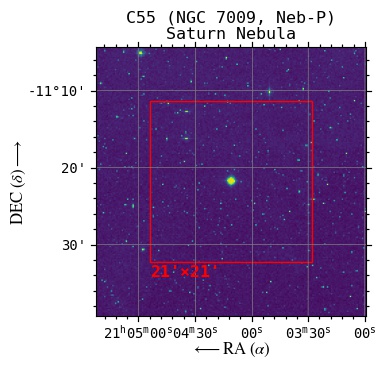 C55 (NGC 7009, Neb-P)
Saturn Nebula
-11°10'
20'
30'
DEC (δ) ⟶
21'×21'
21ʰ05ᵐ00ˢ 04ᵐ30ˢ 00ˢ 03ᵐ30ˢ 00ˢ
⟵ RA (α)